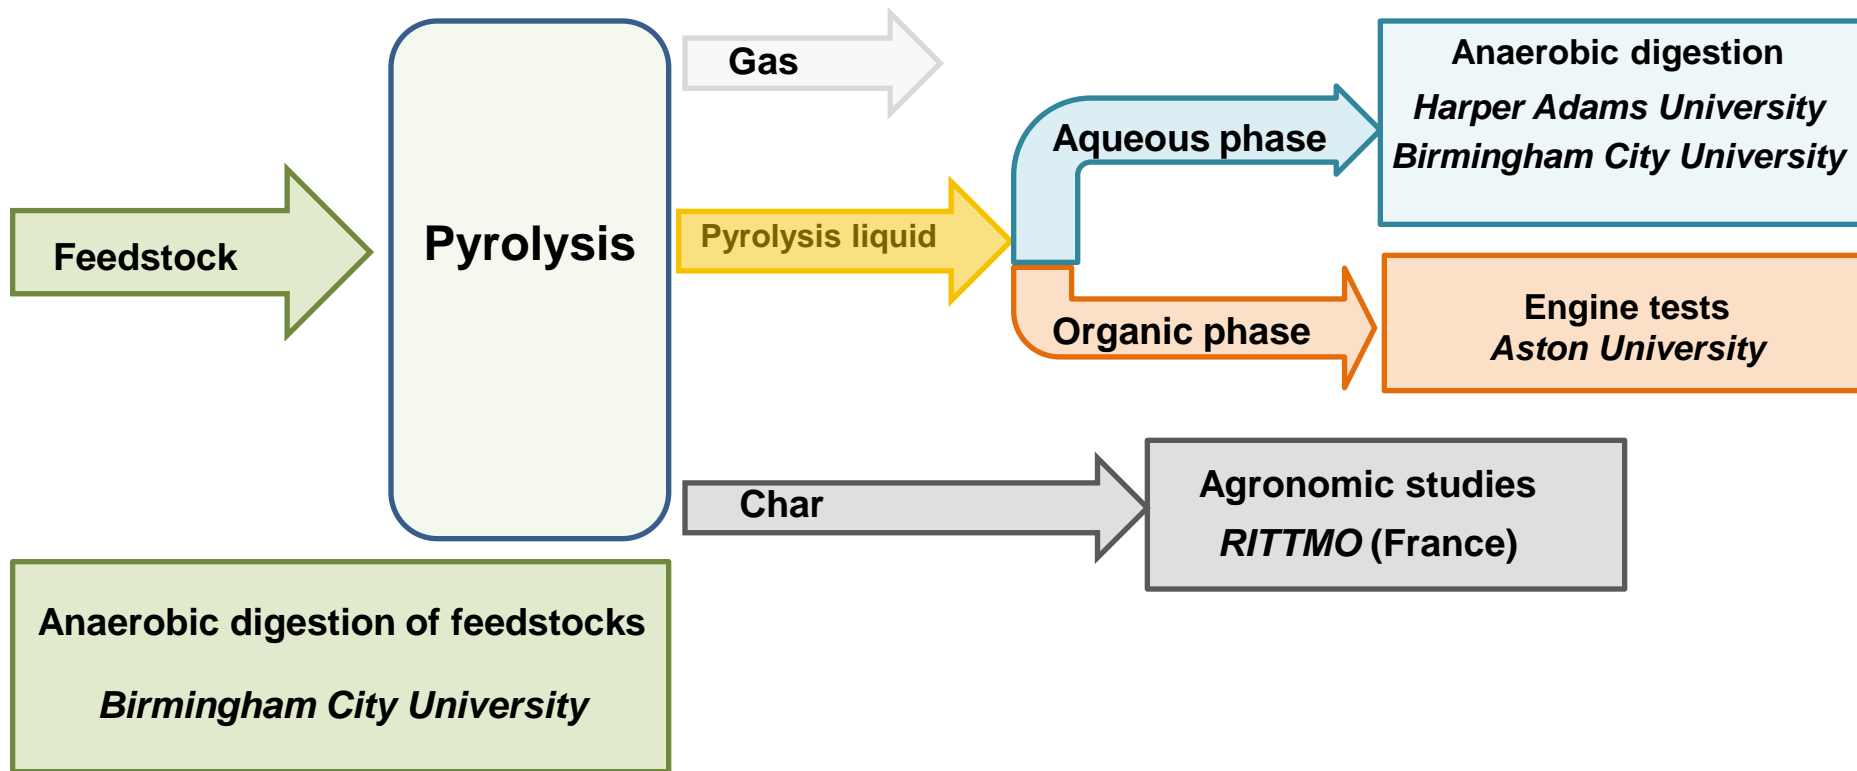 Feedstock
Pyrolysis
Gas
Pyrolysis liquid
Char
Aqueous phase
Organic phase
Anaerobic digestion
Harper Adams University
Birmingham City University
Engine tests
Aston University
Agronomic studies
RITTMO (France)
Anaerobic digestion of feedstocks
Birmingham City University